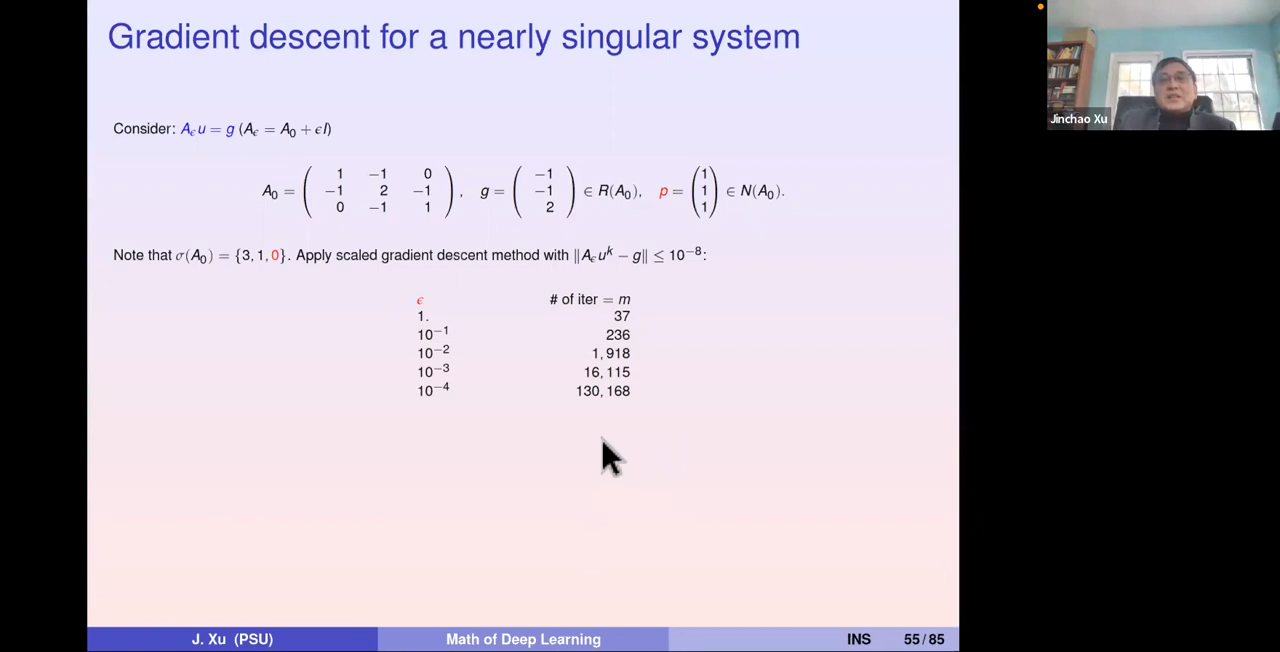 Gradient descent for a nearly singular system
Jinchao Xu
Consider: A_ϵ u = g (A_ϵ = A_0 + ϵI)
A_0 = ( 1 −1 0 ; −1 2 −1 ; 0 −1 1 ) , g = ( −1 ; −1 ; 2 ) ∈ R(A_0), p = ( 1 ; 1 ; 1 ) ∈ N(A_0).
Note that σ(A_0) = {3, 1, 0}. Apply scaled gradient descent method with ‖A_ϵ u^k − g‖ ≤ 10^−8:
ϵ # of iter = m
1. 37
10^−1 236
10^−2 1, 918
10^−3 16, 115
10^−4 130, 168
J. Xu (PSU) Math of Deep Learning INS 55 / 85